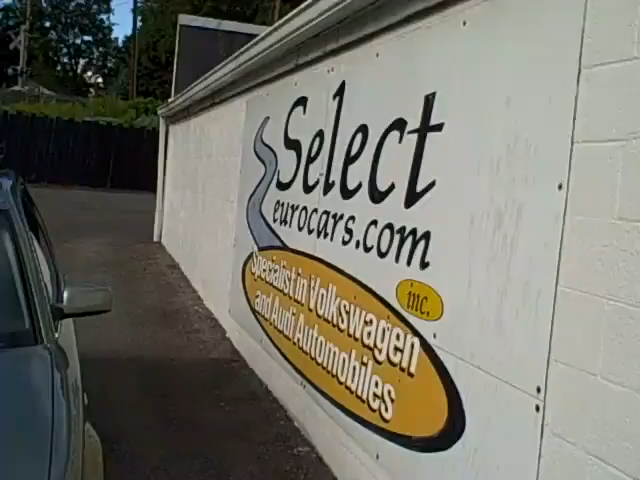 Select
eurocars.com
inc.
Specialist in Volkswagen
and Audi Automobiles